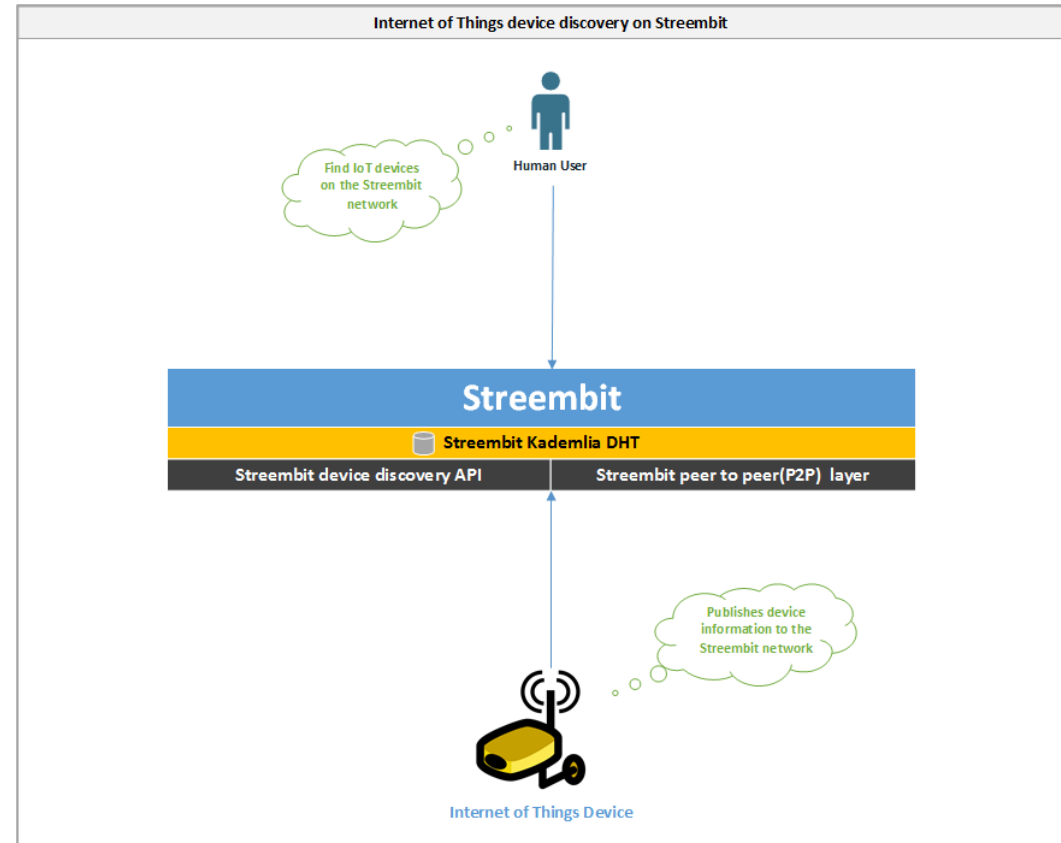 Internet of Things device discovery on Streembit
Find IoT devices
on the Streembit
network
Human User
Streembit
Streembit Kademlia DHT
Streembit device discovery API
Streembit peer to peer(P2P) layer
Publishes device
information to the
Streembit network
Internet of Things Device